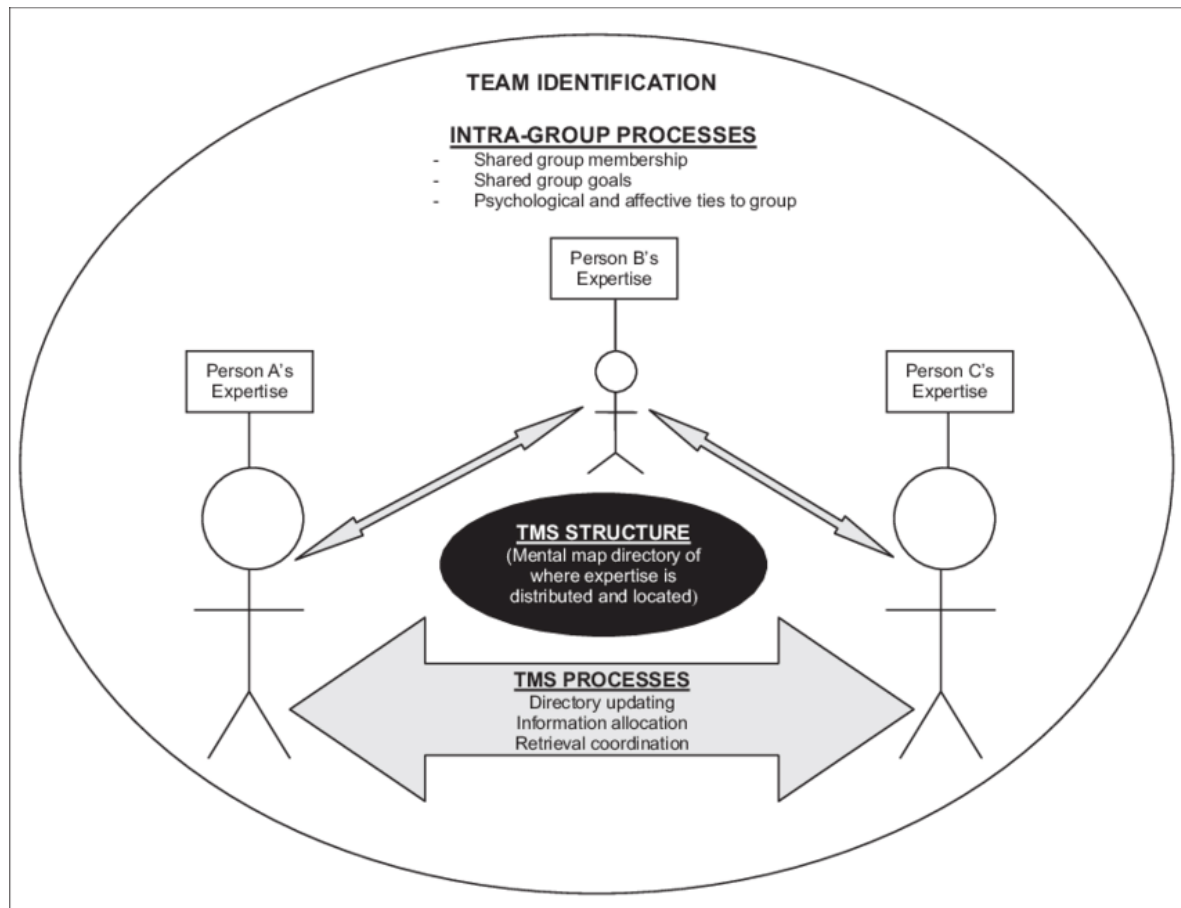 TEAM IDENTIFICATION
INTRA-GROUP PROCESSES
- Shared group membership
- Shared group goals
- Psychological and affective ties to group
Person B's
Expertise
Person A's
Expertise
Person C's
Expertise
TMS STRUCTURE
(Mental map directory of
where expertise is
distributed and located)
TMS PROCESSES
Directory updating
Information allocation
Retrieval coordination